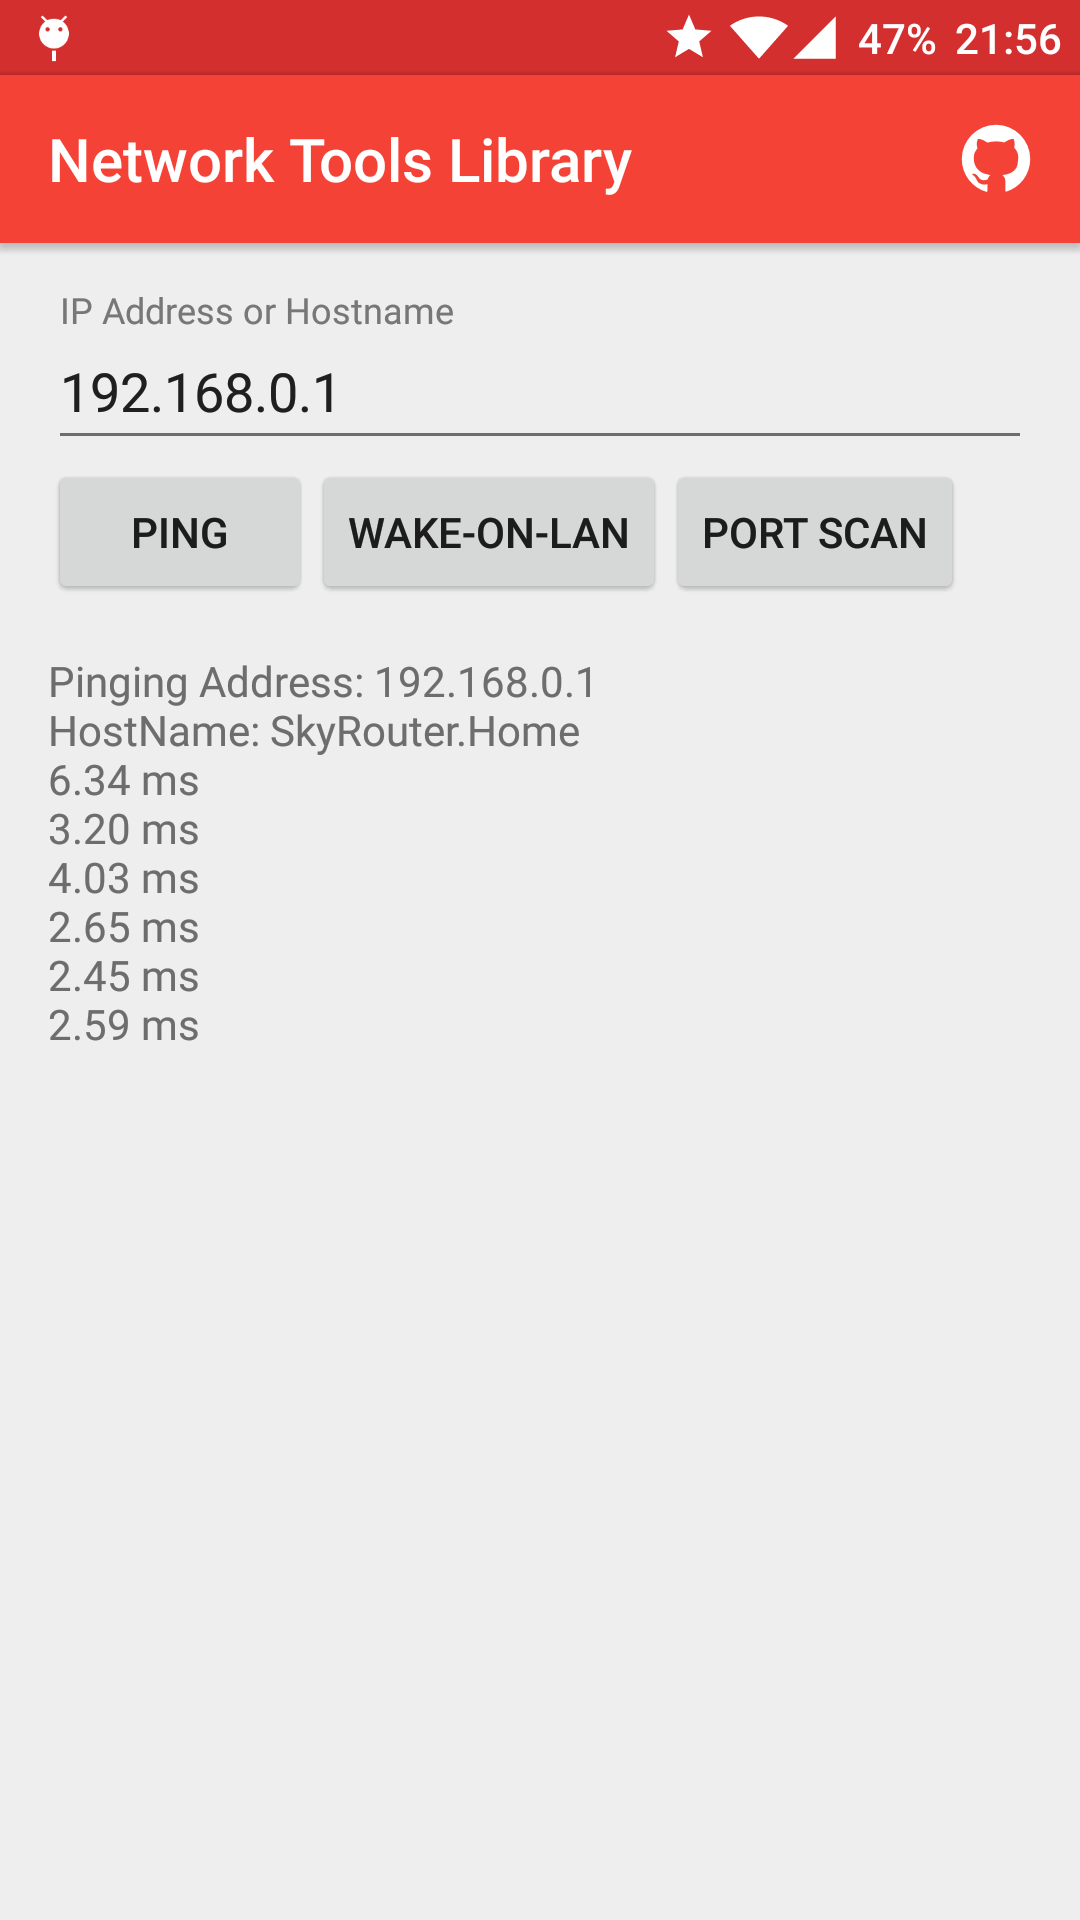 47% 21:56
Network Tools Library
IP Address or Hostname
192.168.0.1
PING WAKE-ON-LAN PORT SCAN
Pinging Address: 192.168.0.1
HostName: SkyRouter.Home
6.34 ms
3.20 ms
4.03 ms
2.65 ms
2.45 ms
2.59 ms